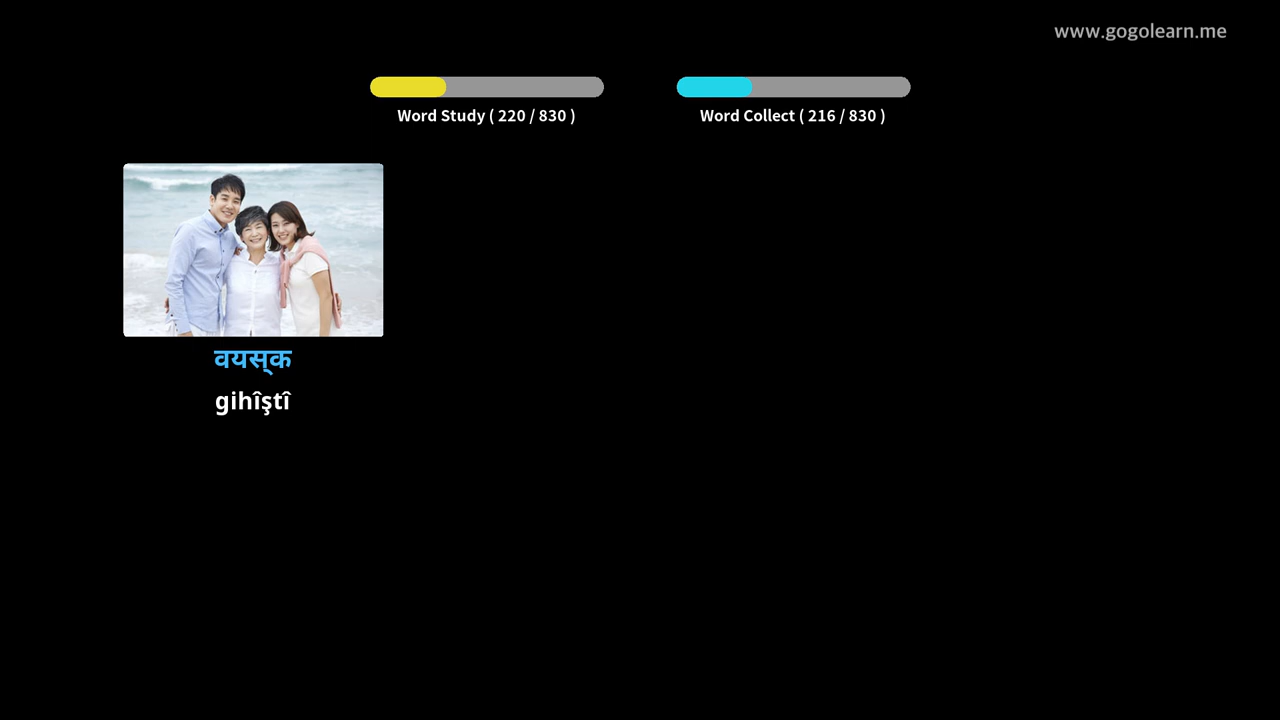 www.gogolearn.me
Word Study ( 220 / 830 )
Word Collect ( 216 / 830 )
वयस्‌क
gihîştî